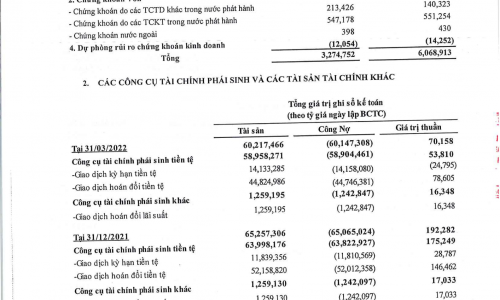 2. Chứng khoán Vốn
- Chứng khoán do các TCTD khác trong nước phát hành 213,426 140,323
- Chứng khoán do các TCKT trong nước phát hành 547,178 551,254
- Chứng khoán nước ngoài 398 430
4. Dự phòng rủi ro chứng khoán kinh doanh (12,054) (14,252)
Tổng 3,274,752 6,068,913
2. CÁC CÔNG CỤ TÀI CHÍNH PHÁI SINH VÀ CÁC TÀI SẢN TÀI CHÍNH KHÁC
Tổng giá trị ghi sổ kế toán
(theo tỷ giá ngày lập BCTC)
Tài sản Công Nợ Giá trị thuần
Tại 31/03/2022 60,217,466 (60,147,308) 70,158
Công cụ tài chính phái sinh tiền tệ 58,958,271 (58,904,461) 53,810
-Giao dịch kỳ hạn tiền tệ 14,133,285 (14,158,080) (24,795)
-Giao dịch hoán đổi tiền tệ 44,824,986 (44,746,381) 78,605
Công cụ tài chính phái sinh khác 1,259,195 (1,242,847) 16,348
-Giao dịch hoán đổi lãi suất 1,259,195 (1,242,847) 16,348
Tại 31/12/2021 65,257,306 (65,065,024) 192,282
Công cụ tài chính phái sinh tiền tệ 63,998,176 (63,822,927) 175,249
-Giao dịch kỳ hạn tiền tệ 11,839,356 (11,810,569) 28,787
-Giao dịch hoán đổi tiền tệ 52,158,820 (52,012,358) 146,462
Công cụ tài chính phái sinh khác 1,259,130 (1,242,097) 17,033
1,259,130 (1,242,097) 17,033